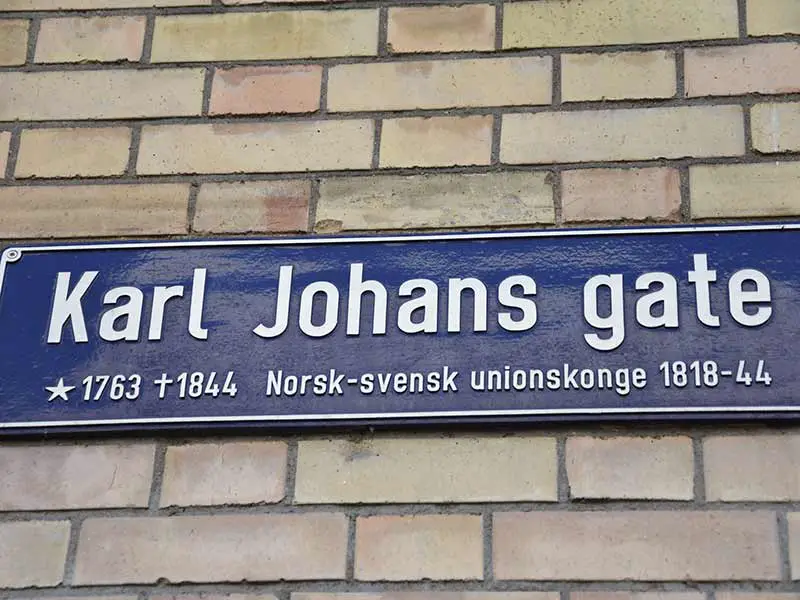 Karl Johans gate
★ 1763 † 1844 Norsk-svensk unionskonge 1818-44